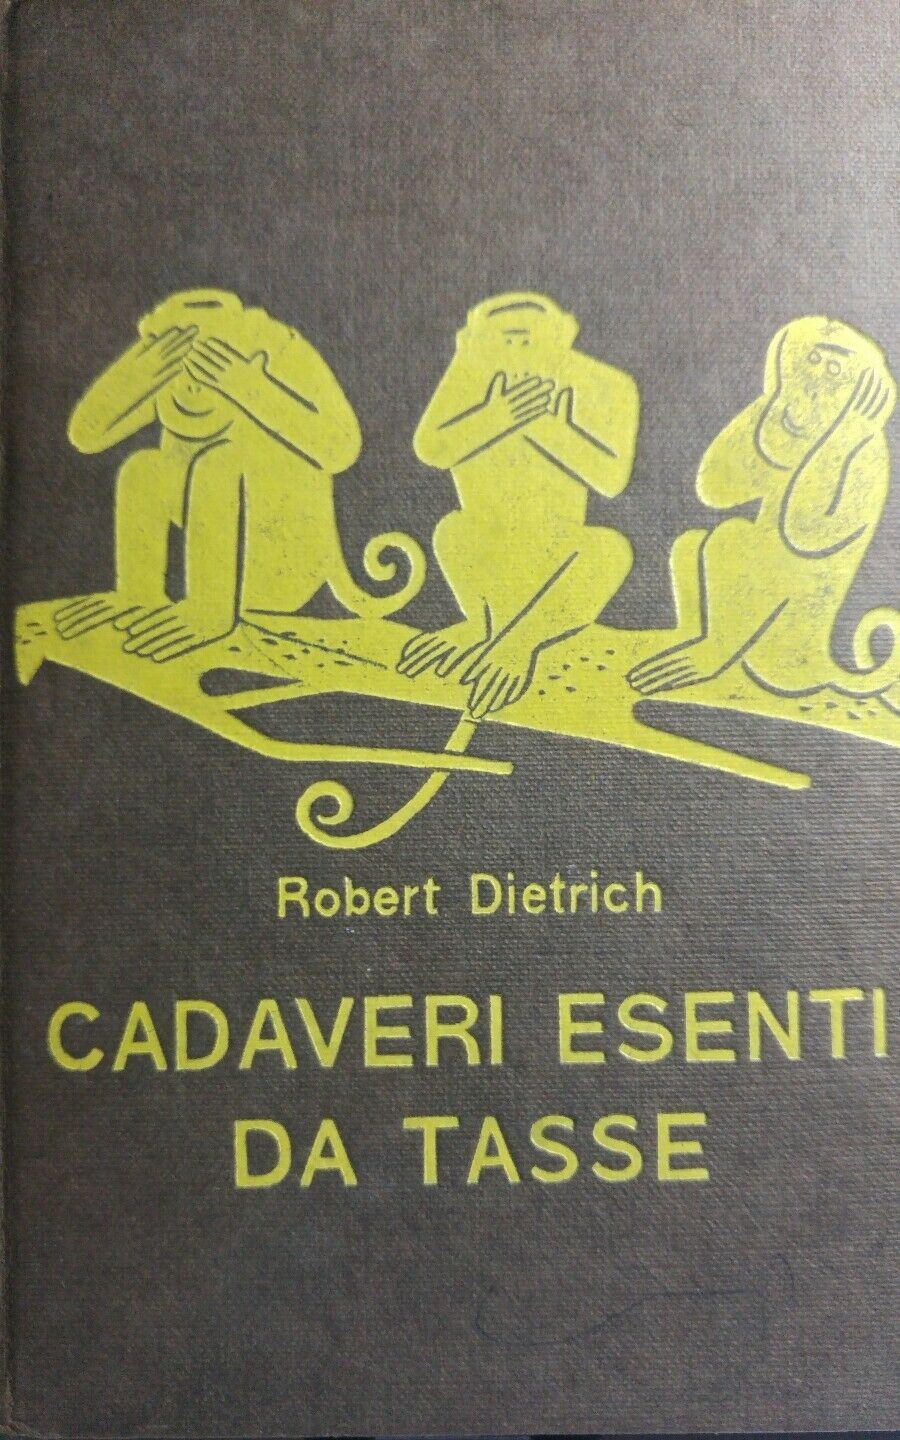 Robert Dietrich
CADAVERI ESENTI
DA TASSE